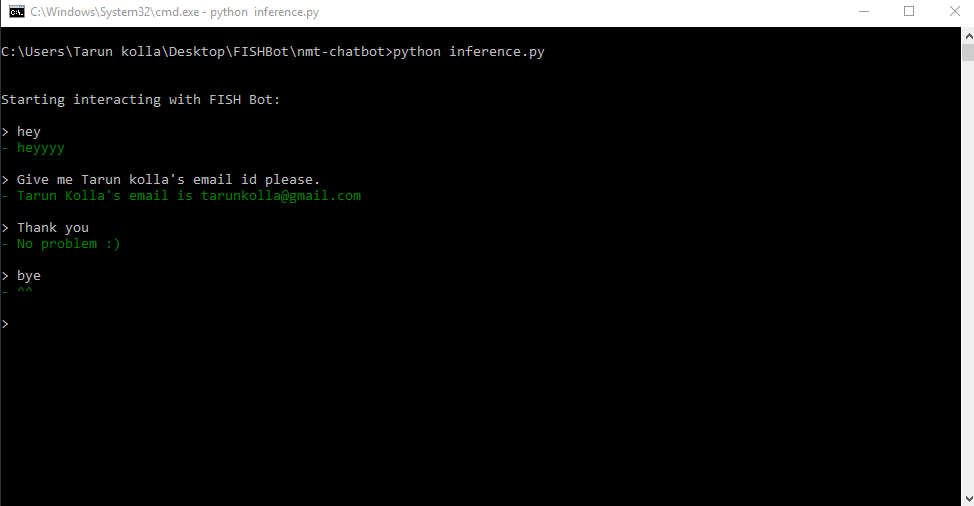 C:\Windows\System32\cmd.exe - python  inference.py
C:\Users\Tarun kolla\Desktop\FISHBot\nmt-chatbot>python inference.py
Starting interacting with FISH Bot:
> hey
- heyyyy
> Give me Tarun kolla's email id please.
- Tarun Kolla's email is tarunkolla@gmail.com
> Thank you
- No problem :)
> bye
- ^^
>